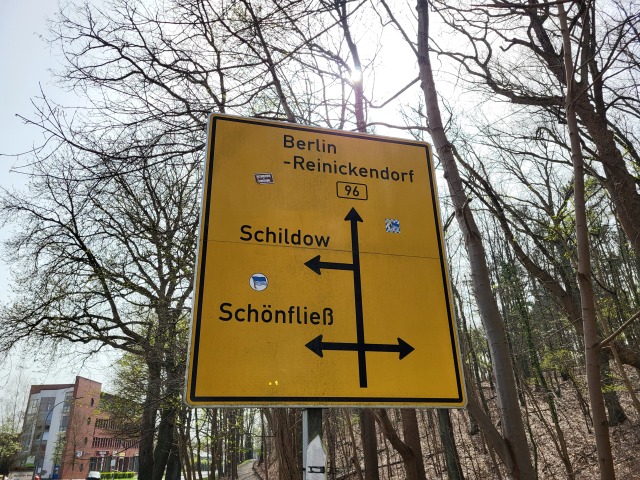 Berlin
-Reinickendorf
96
Schildow
Schönfließ